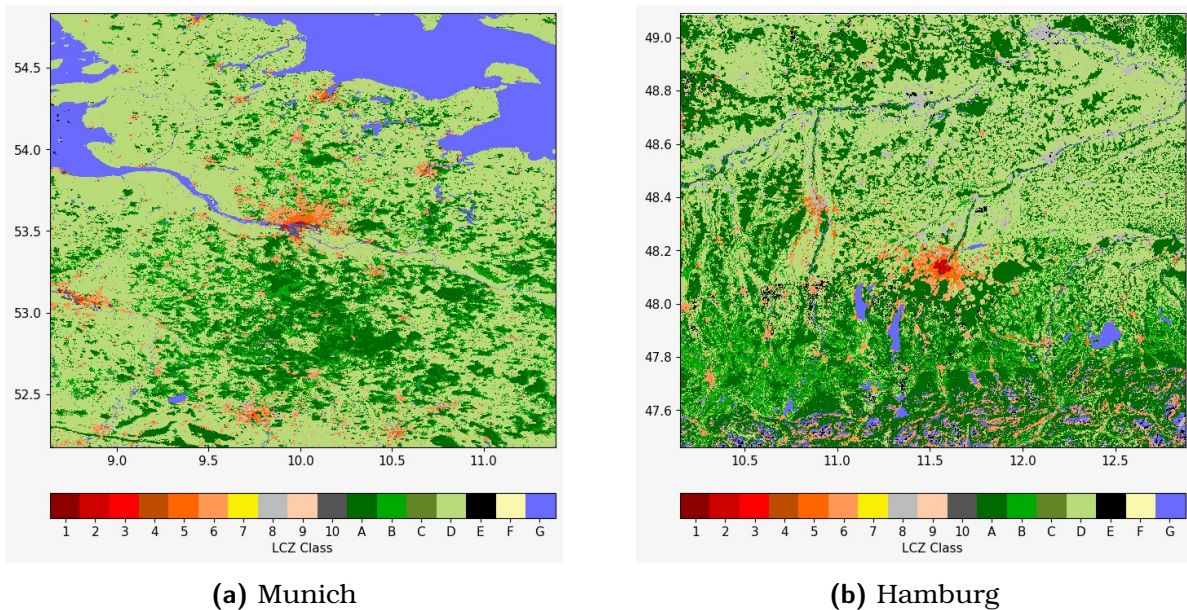 54.5
54.0
53.5
53.0
52.5
9.0 9.5 10.0 10.5 11.0
1 2 3 4 5 6 7 8 9 10 A B C D E F G
LCZ Class
(a) Munich
49.0
48.8
48.6
48.4
48.2
48.0
47.8
47.6
10.5 11.0 11.5 12.0 12.5
1 2 3 4 5 6 7 8 9 10 A B C D E F G
LCZ Class
(b) Hamburg